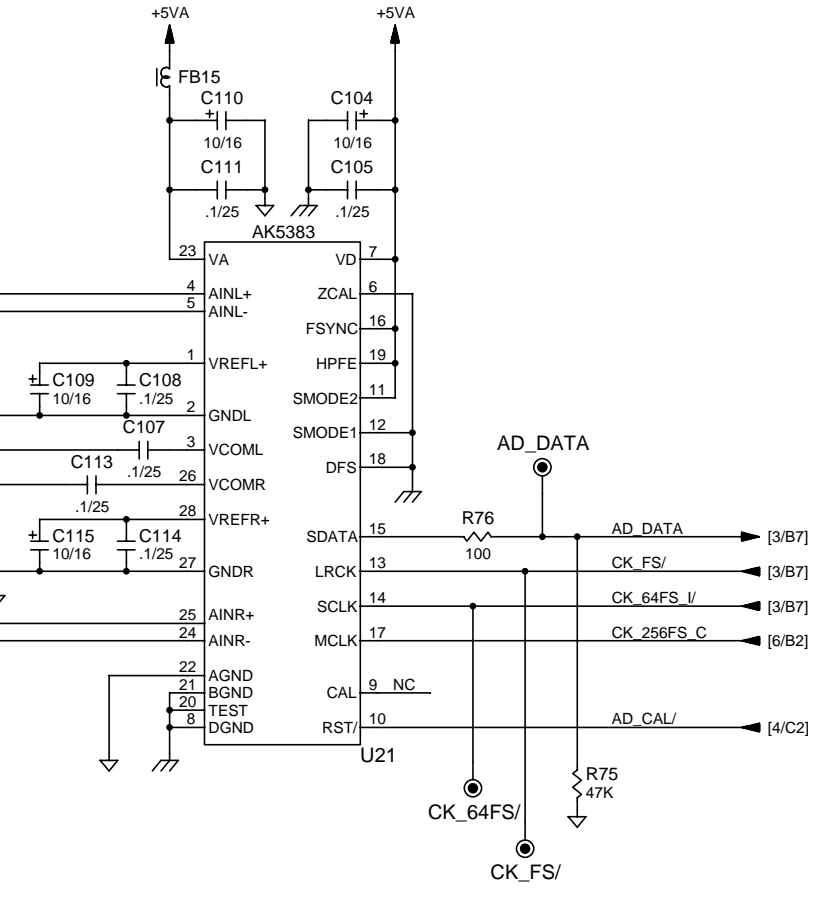 +5VA
+5VA
FB15
C110
+
10/16
C104
+
10/16
C111
.1/25
C105
.1/25
AK5383
23 VA
VD 7
4 AINL+
ZCAL 6
5 AINL-
FSYNC 16
1 VREFL+
HPFE 19
+ C109
10/16
C108
.1/25
SMODE2 11
2 GNDL
C107
.1/25
SMODE1 12
3 VCOML
C113
.1/25
DFS 18
26 VCOMR
AD_DATA
28 VREFR+
+ C115
10/16
C114
.1/25
SDATA 15
R76
100
AD_DATA
[3/B7]
27 GNDR
LRCK 13
CK_FS/
[3/B7]
25 AINR+
SCLK 14
CK_64FS_I/
[3/B7]
24 AINR-
MCLK 17
CK_256FS_C
[6/B2]
22 AGND
21 BGND
CAL 9 NC
20 TEST
8 DGND
RST/ 10
AD_CAL/
[4/C2]
U21
R75
47K
CK_64FS/
CK_FS/